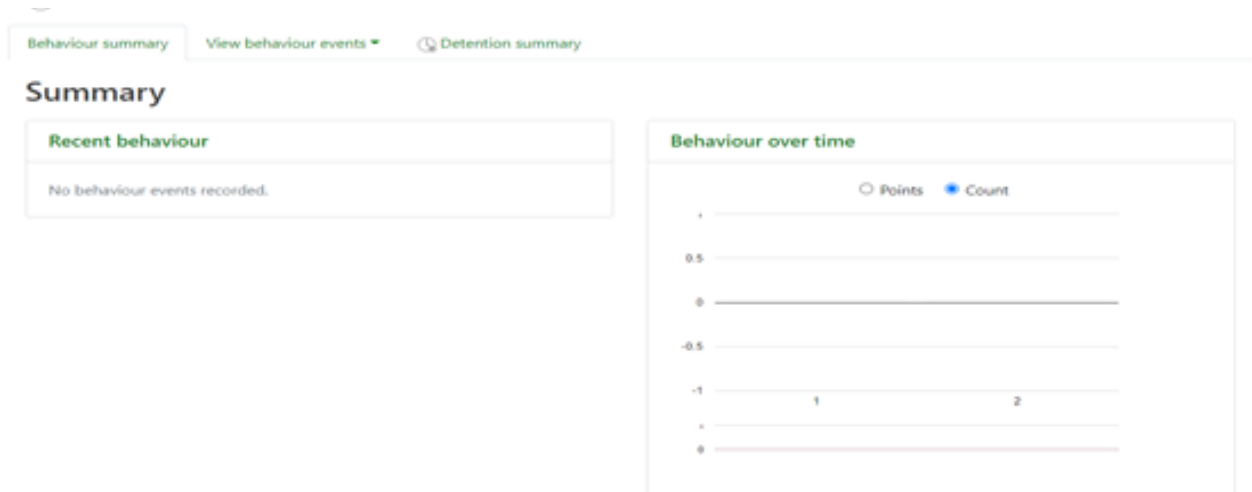 Behaviour summary
View behaviour events
Detention summary
Summary
Recent behaviour
No behaviour events recorded.
Behaviour over time
Points
Count
0.5
0
-0.5
-1
1
2
0